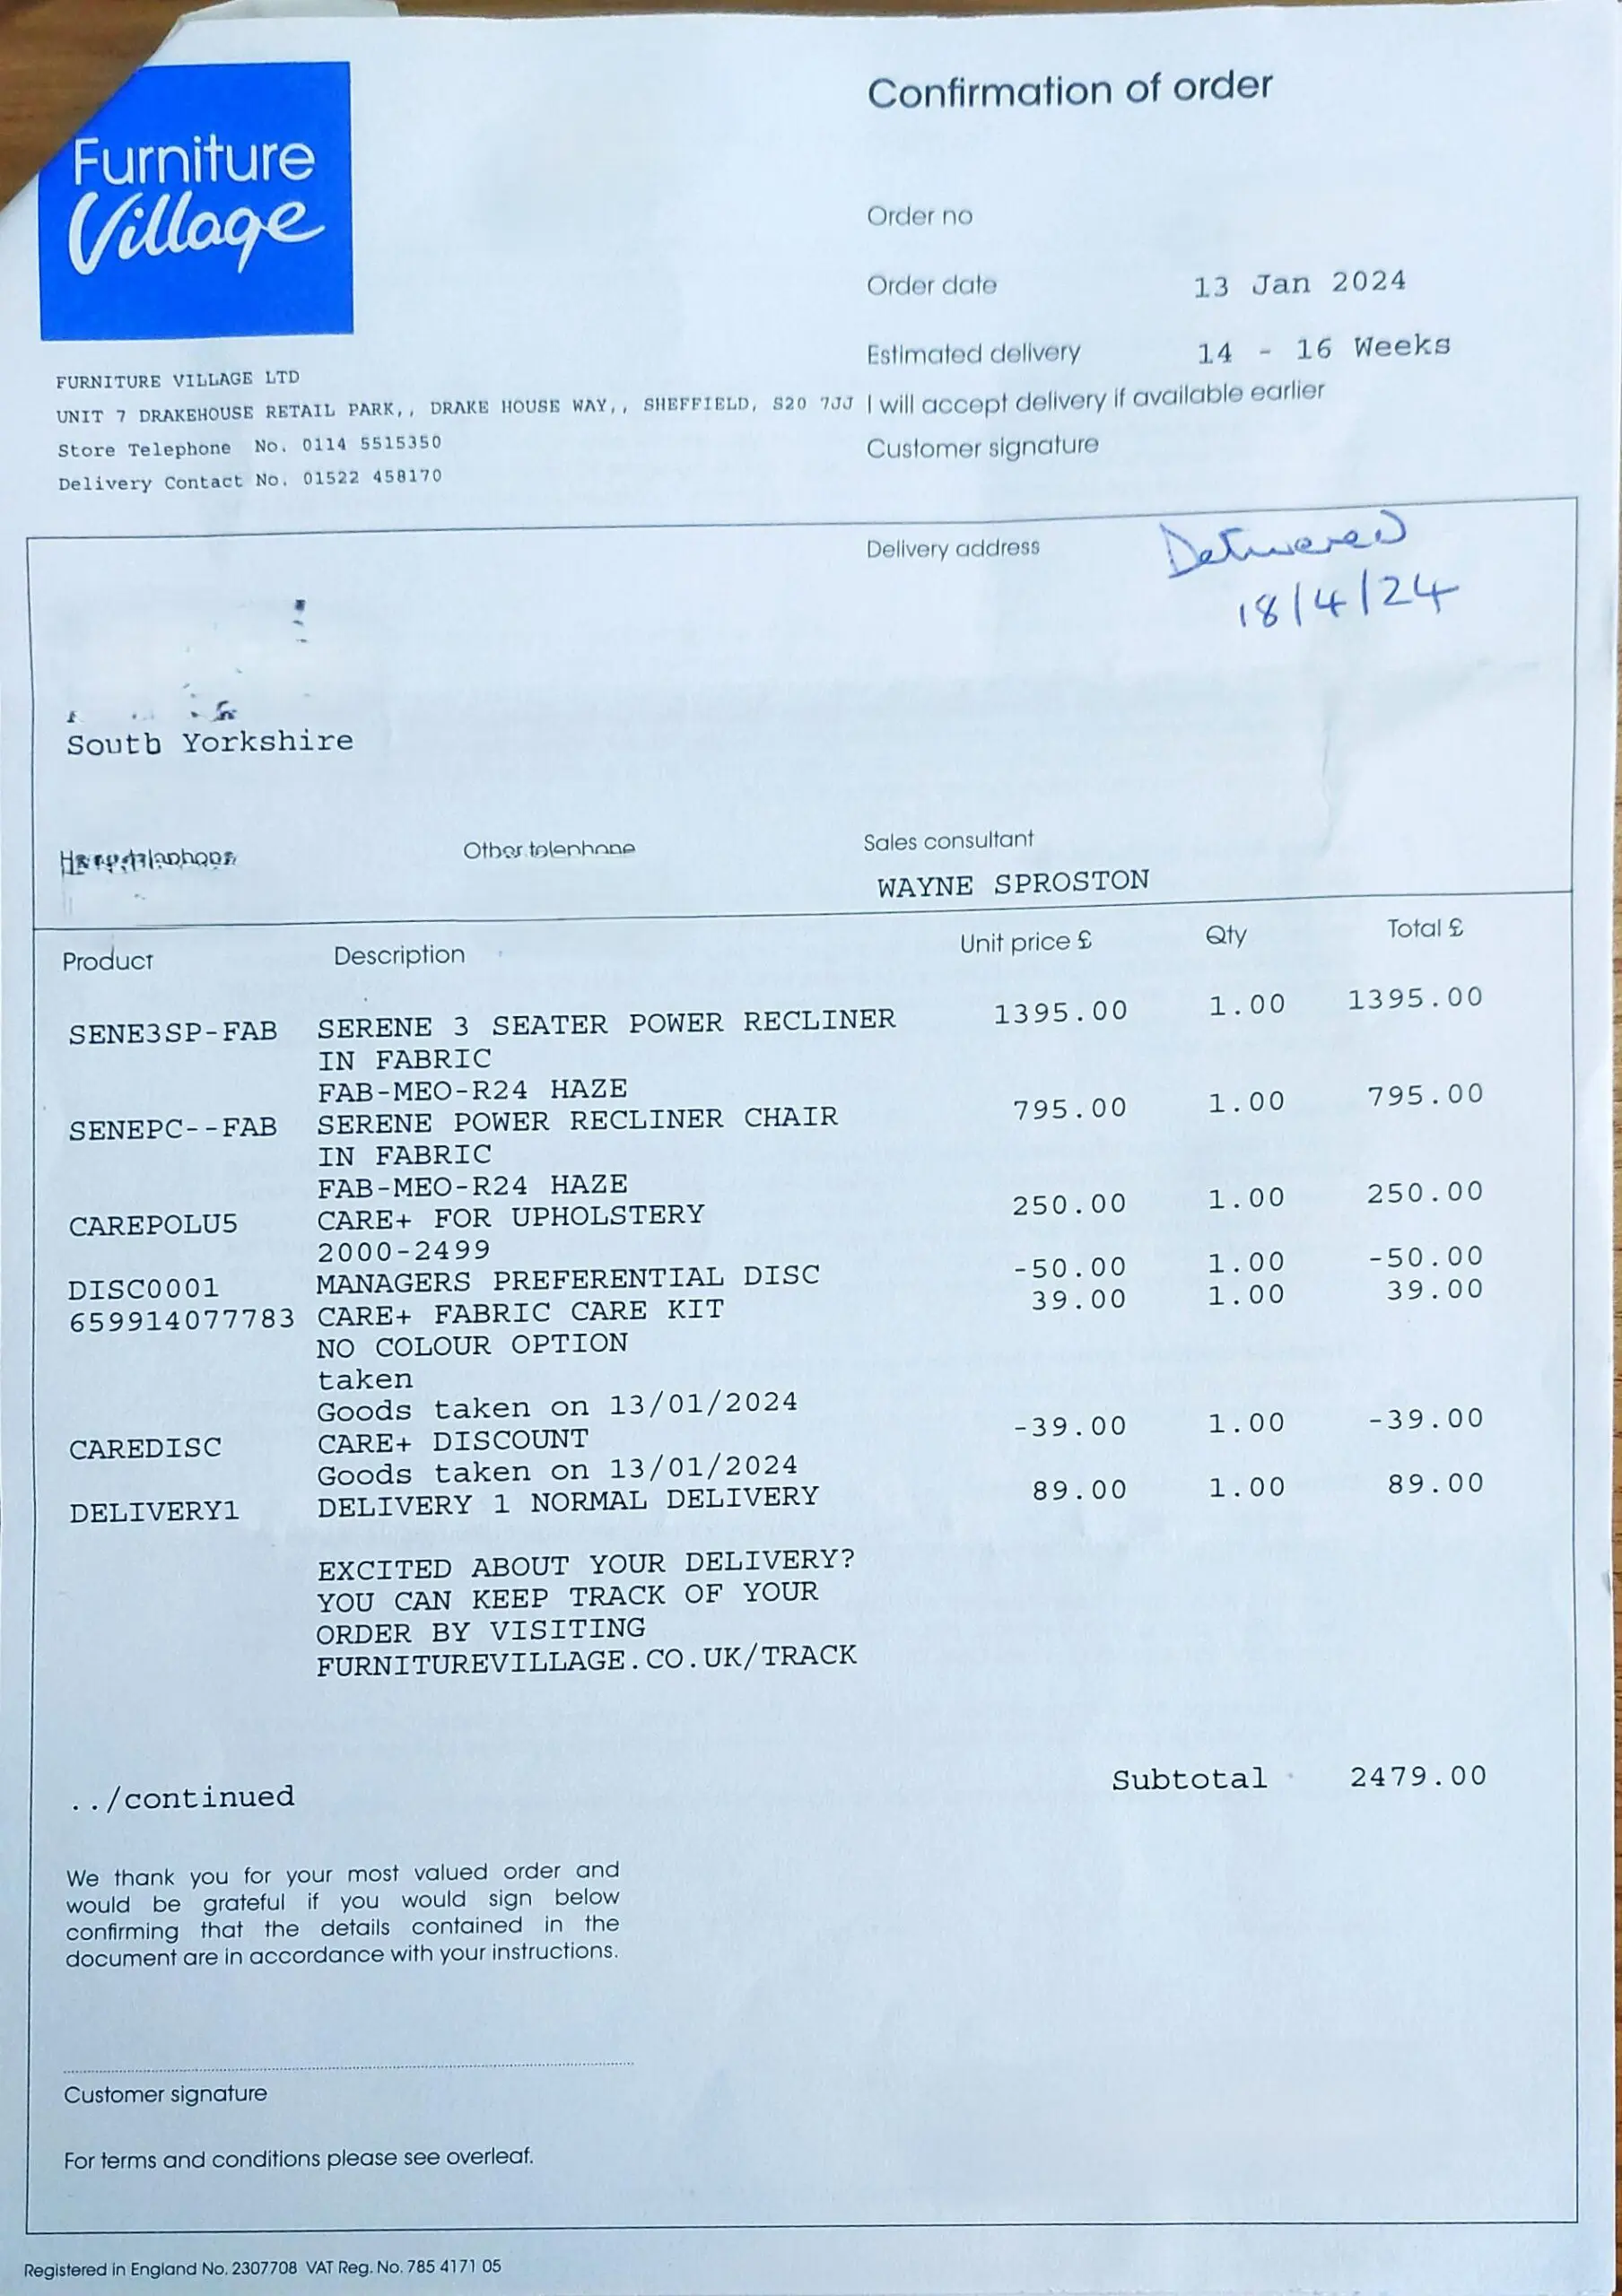 Confirmation of order
Furniture
Village
Order no
Order date 13 Jan 2024
Estimated delivery 14 - 16 Weeks
I will accept delivery if available earlier
Customer signature
FURNITURE VILLAGE LTD
UNIT 7 DRAKEHOUSE RETAIL PARK,, DRAKE HOUSE WAY,, SHEFFIELD, S20 7JJ
Store Telephone No. 0114 5515350
Delivery Contact No. 01522 458170
Delivery address
Delivered
18/4/24
South Yorkshire
Other telephone
Sales consultant
WAYNE SPROSTON
Product Description Unit price £ Qty Total £
SENE3SP-FAB SERENE 3 SEATER POWER RECLINER 1395.00 1.00 1395.00
IN FABRIC
FAB-MEO-R24 HAZE
SENEPC--FAB SERENE POWER RECLINER CHAIR 795.00 1.00 795.00
IN FABRIC
FAB-MEO-R24 HAZE
CAREPOLU5 CARE+ FOR UPHOLSTERY 250.00 1.00 250.00
2000-2499
DISC0001 MANAGERS PREFERENTIAL DISC -50.00 1.00 -50.00
659914077783 CARE+ FABRIC CARE KIT 39.00 1.00 39.00
NO COLOUR OPTION
taken
Goods taken on 13/01/2024
CAREDISC CARE+ DISCOUNT -39.00 1.00 -39.00
Goods taken on 13/01/2024
DELIVERY1 DELIVERY 1 NORMAL DELIVERY 89.00 1.00 89.00
EXCITED ABOUT YOUR DELIVERY?
YOU CAN KEEP TRACK OF YOUR
ORDER BY VISITING
FURNITUREVILLAGE.CO.UK/TRACK
../continued Subtotal 2479.00
We thank you for your most valued order and
would be grateful if you would sign below
confirming that the details contained in the
document are in accordance with your instructions.
Customer signature
For terms and conditions please see overleaf.
Registered in England No. 2307708 VAT Reg. No. 785 4171 05